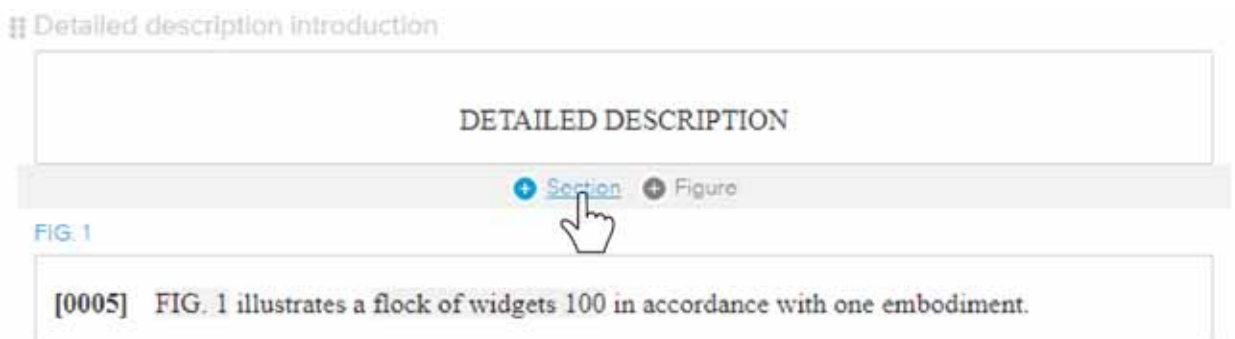 Detailed description introduction
DETAILED DESCRIPTION
Section Figure
FIG. 1
[0005] FIG. 1 illustrates a flock of widgets 100 in accordance with one embodiment.